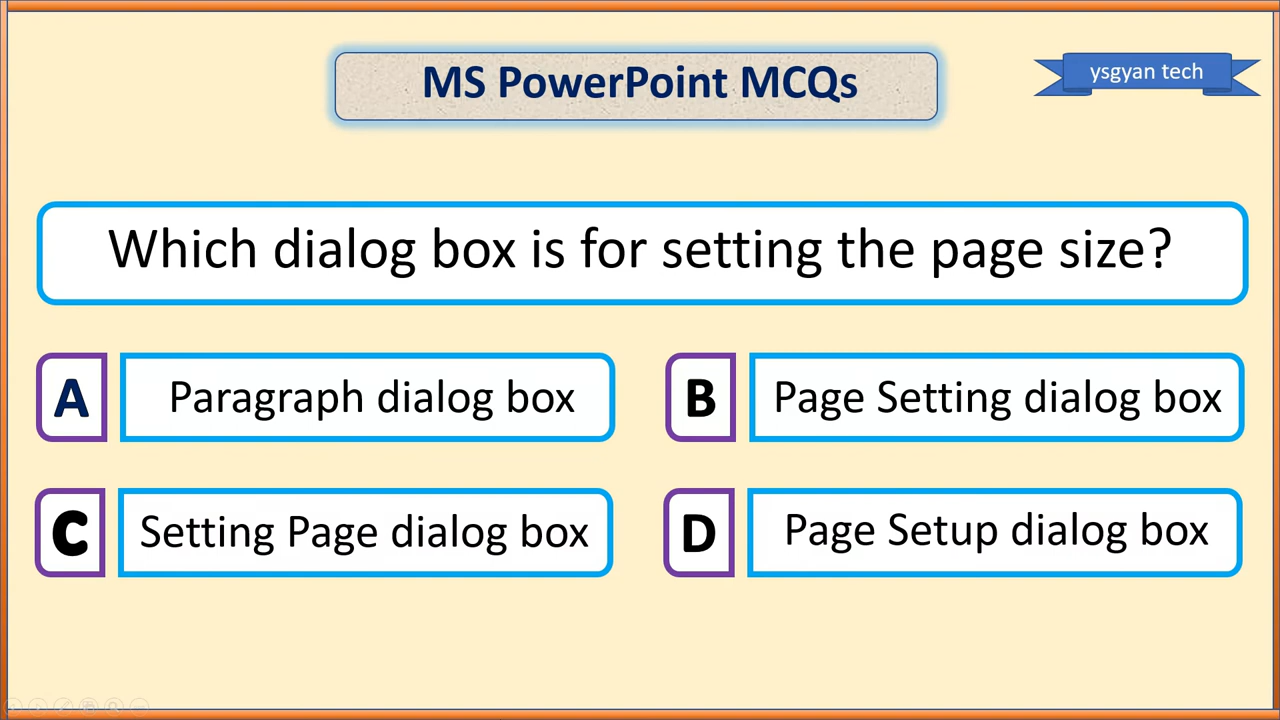 MS PowerPoint MCQs
ysgyan tech
Which dialog box is for setting the page size?
A Paragraph dialog box
B Page Setting dialog box
C Setting Page dialog box
D Page Setup dialog box